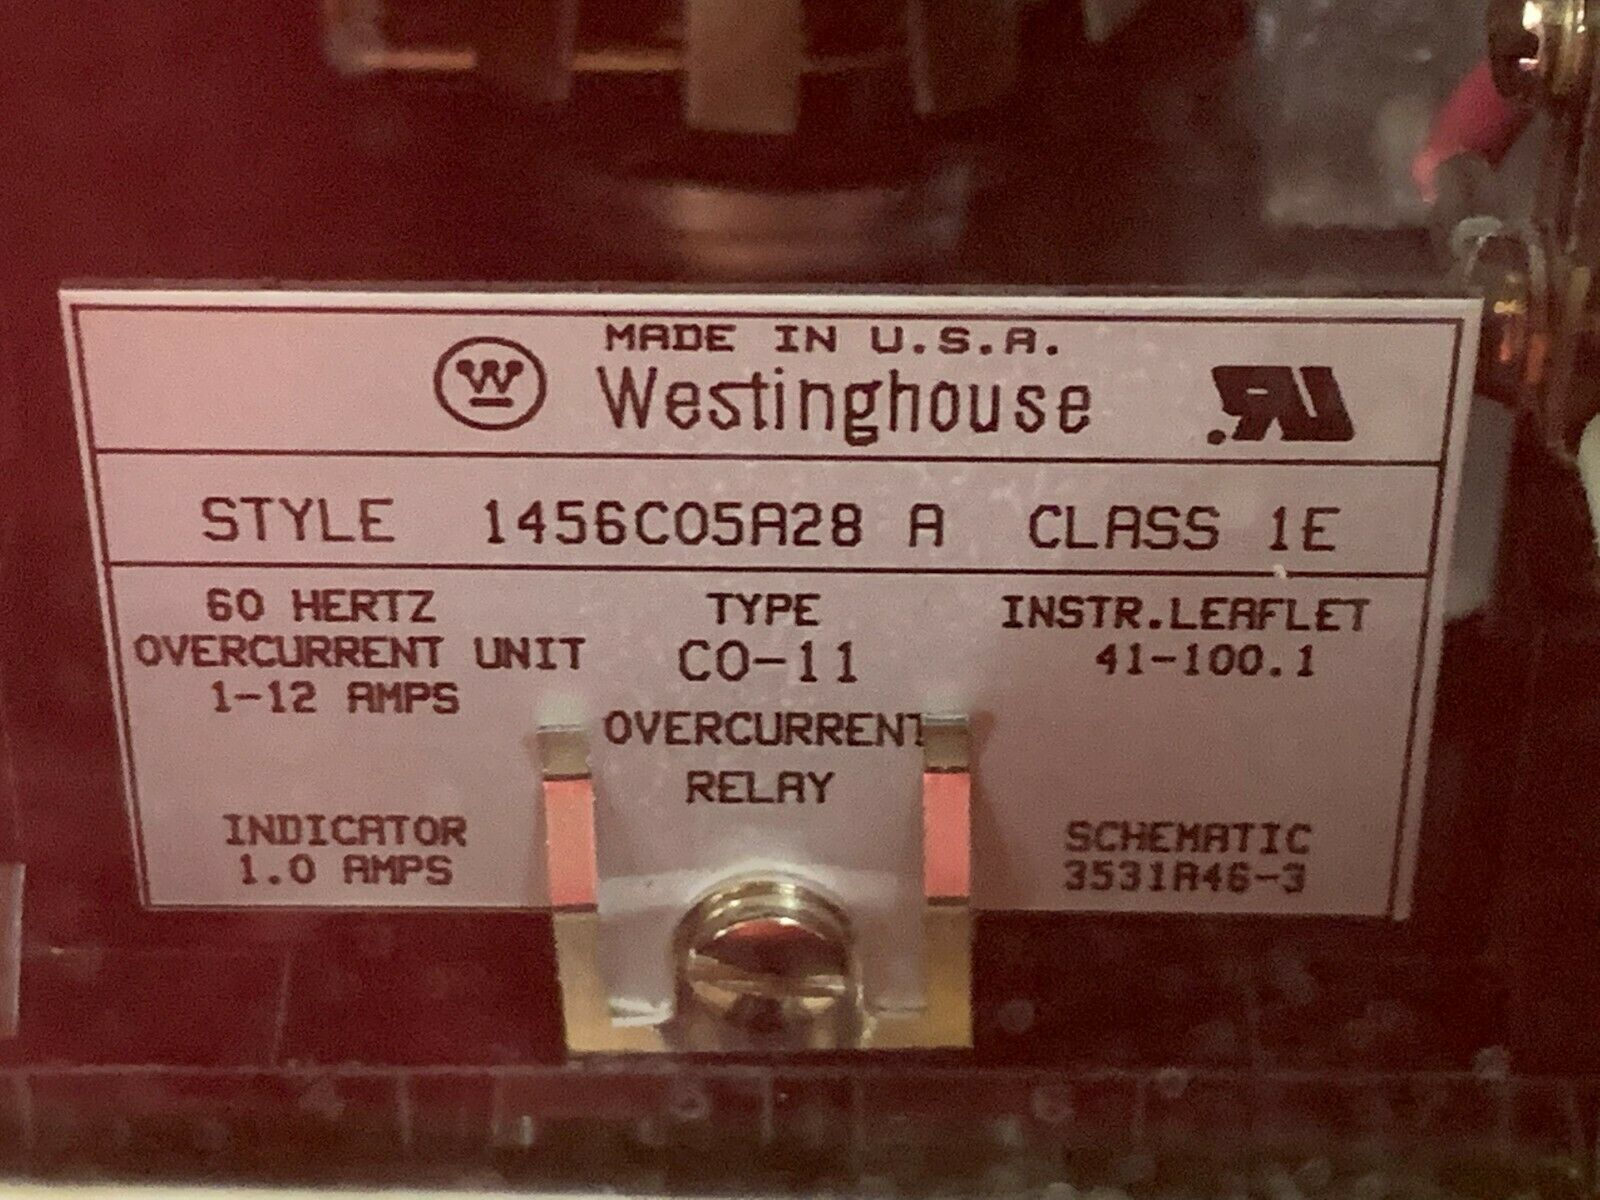 MADE IN U.S.A.
Westinghouse
STYLE 1456C05A28 A CLASS 1E
60 HERTZ
OVERCURRENT UNIT
1-12 AMPS
INDICATOR
1.0 AMPS
TYPE
CO-11
OVERCURRENT
RELAY
INSTR.LEAFLET
41-100.1
SCHEMATIC
3531A46-3